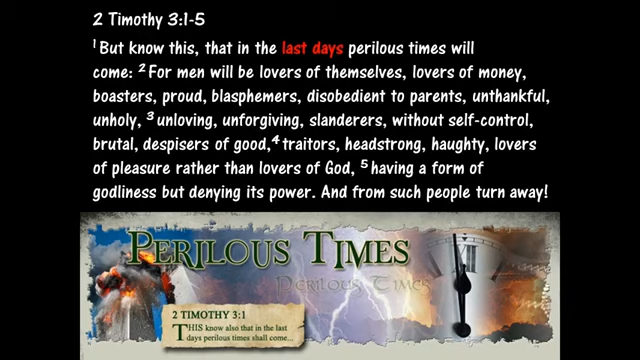 2 Timothy 3:1-5
1 But know this, that in the last days perilous times will
come: 2 For men will be lovers of themselves, lovers of money,
boasters, proud, blasphemers, disobedient to parents, unthankful,
unholy, 3 unloving, unforgiving, slanderers, without self-control,
brutal, despisers of good, 4 traitors, headstrong, haughty, lovers
of pleasure rather than lovers of God, 5 having a form of
godliness but denying its power. And from such people turn away!
PERILOUS TIMES
PERILOUS TIMES
2 TIMOTHY 3:1
THIS know also that in the last
days perilous times shall come...